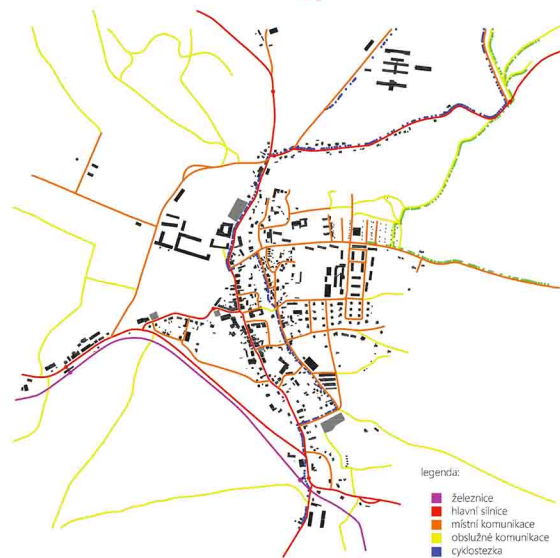 legenda:
železnice
hlavní silnice
místní komunikace
obslužné komunikace
cyklostezka